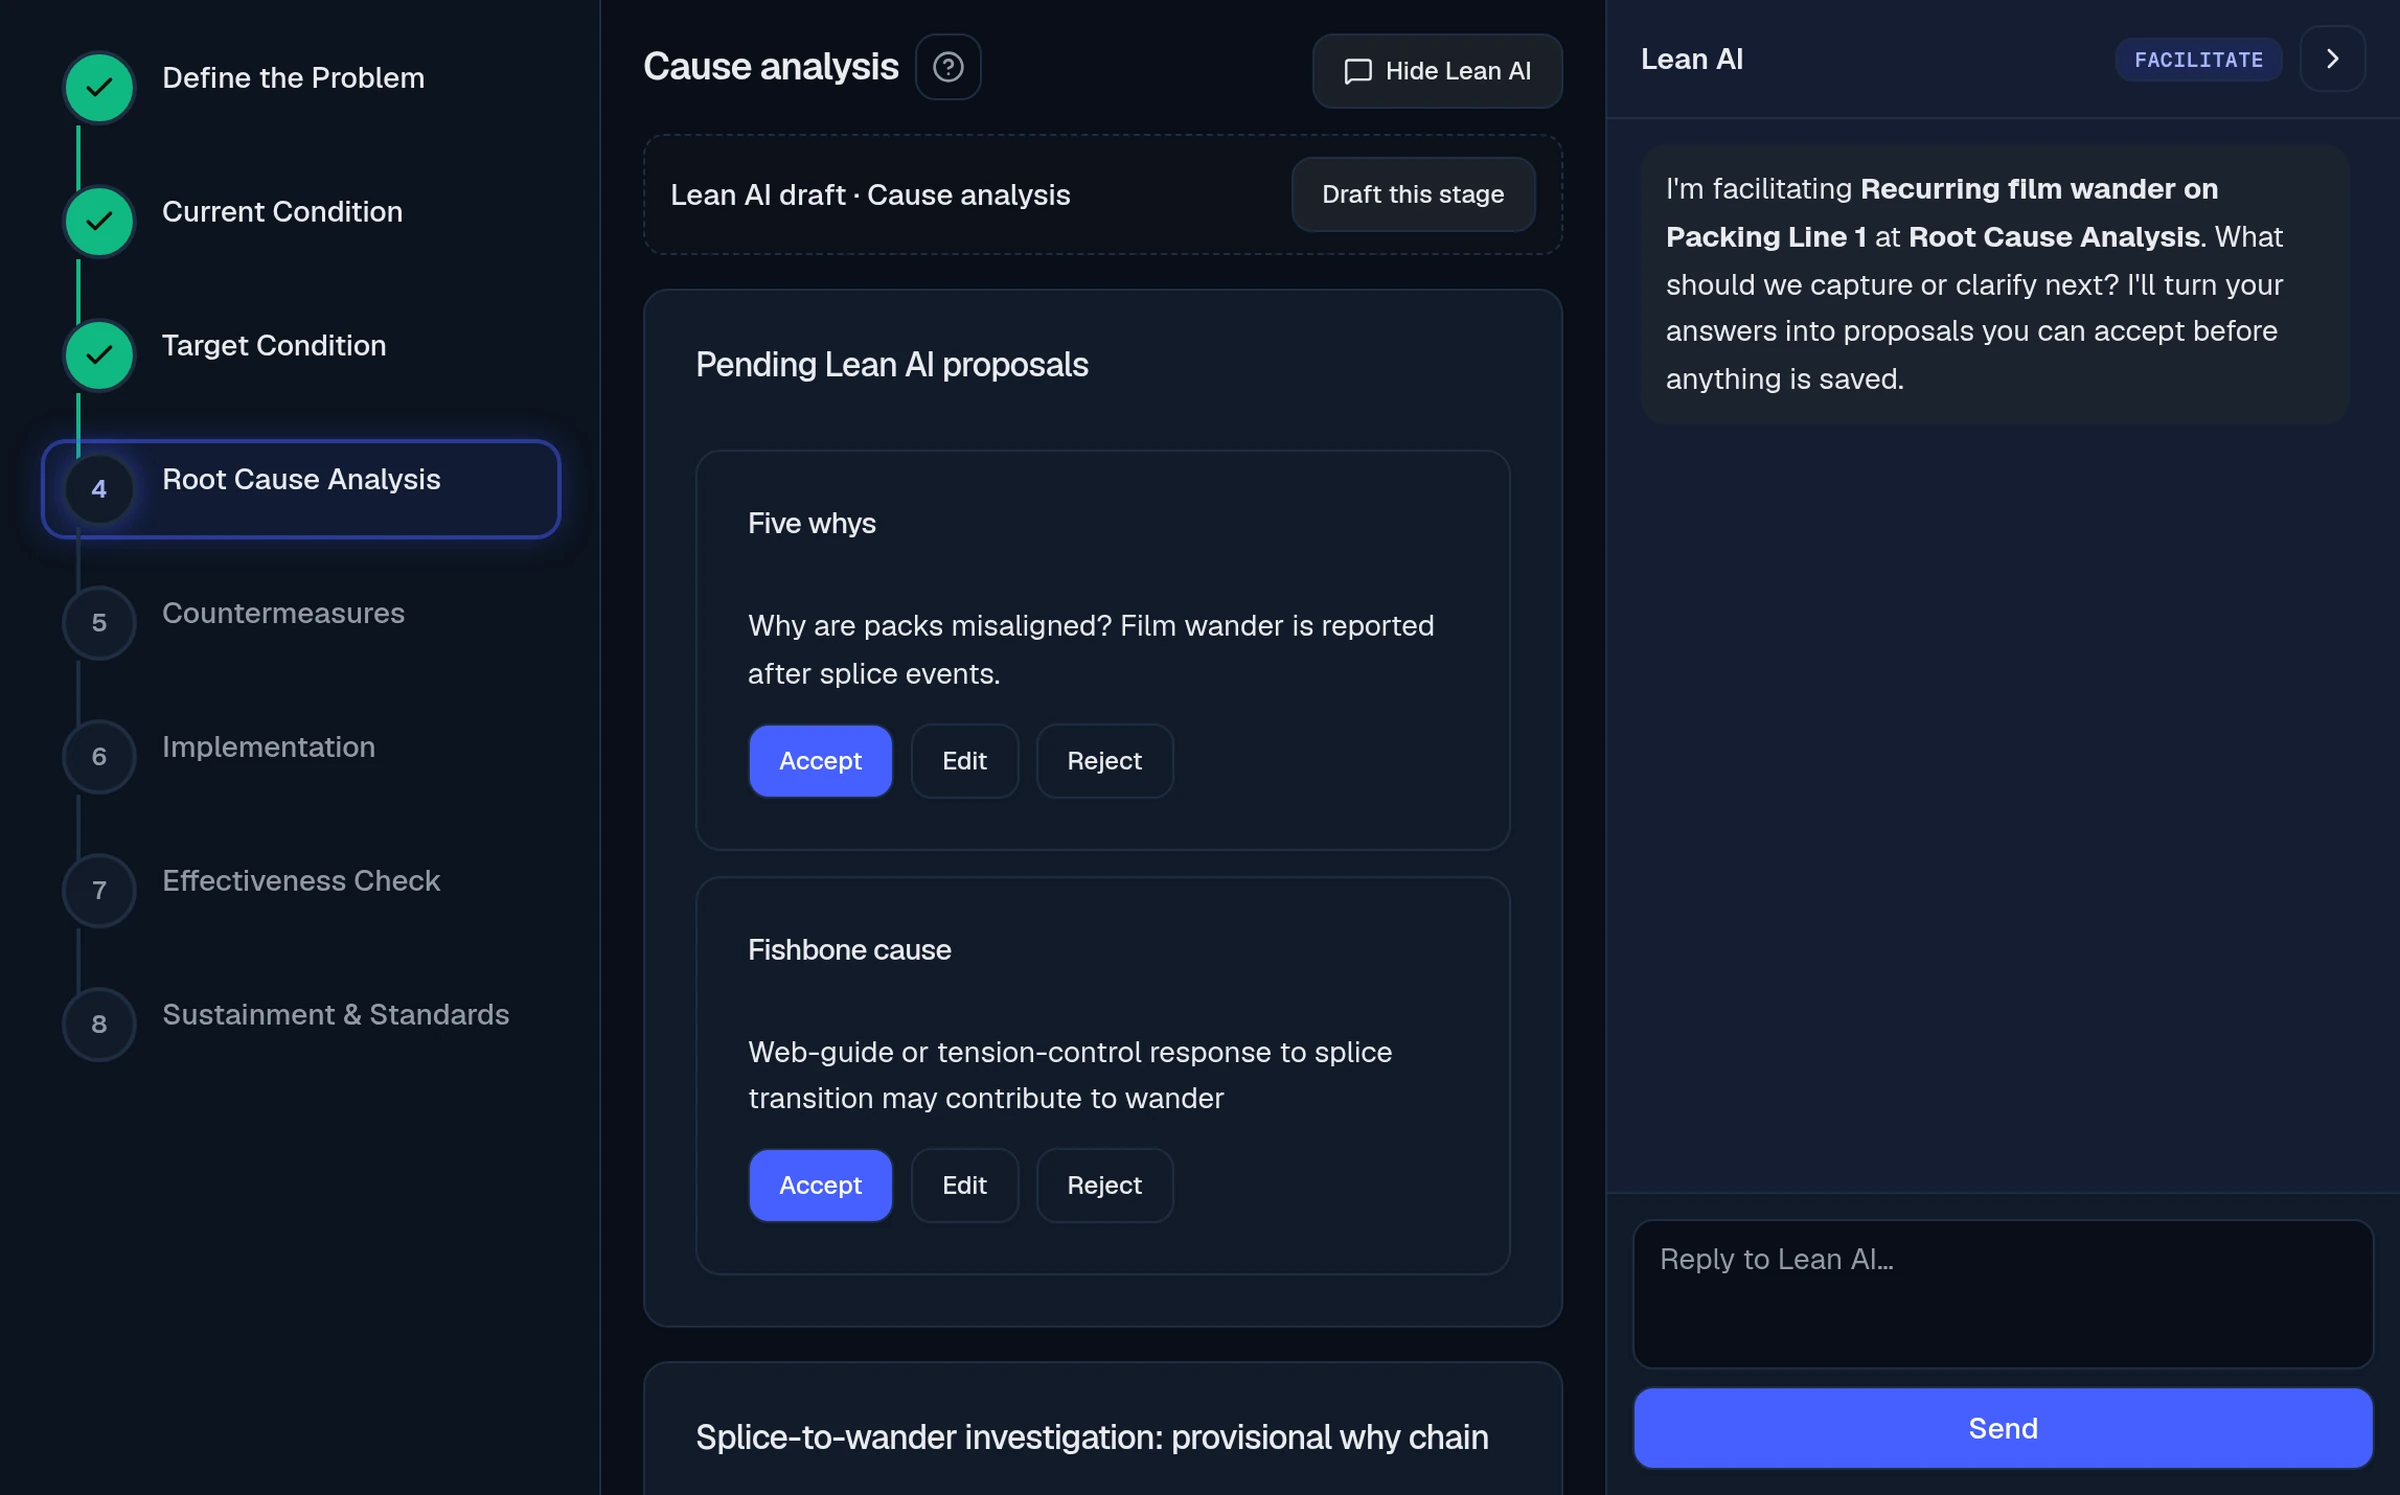 Define the Problem
Current Condition
Target Condition
4
Root Cause Analysis
5
Countermeasures
6
Implementation
7
Effectiveness Check
8
Sustainment & Standards
Cause analysis
Hide Lean AI
Lean AI draft · Cause analysis
Draft this stage
Pending Lean AI proposals
Five whys
Why are packs misaligned? Film wander is reported
after splice events.
Accept
Edit
Reject
Fishbone cause
Web-guide or tension-control response to splice
transition may contribute to wander
Accept
Edit
Reject
Splice-to-wander investigation: provisional why chain
Lean AI
FACILITATE
I'm facilitating Recurring film wander on
Packing Line 1 at Root Cause Analysis. What
should we capture or clarify next? I'll turn your
answers into proposals you can accept before
anything is saved.
Reply to Lean AI...
Send